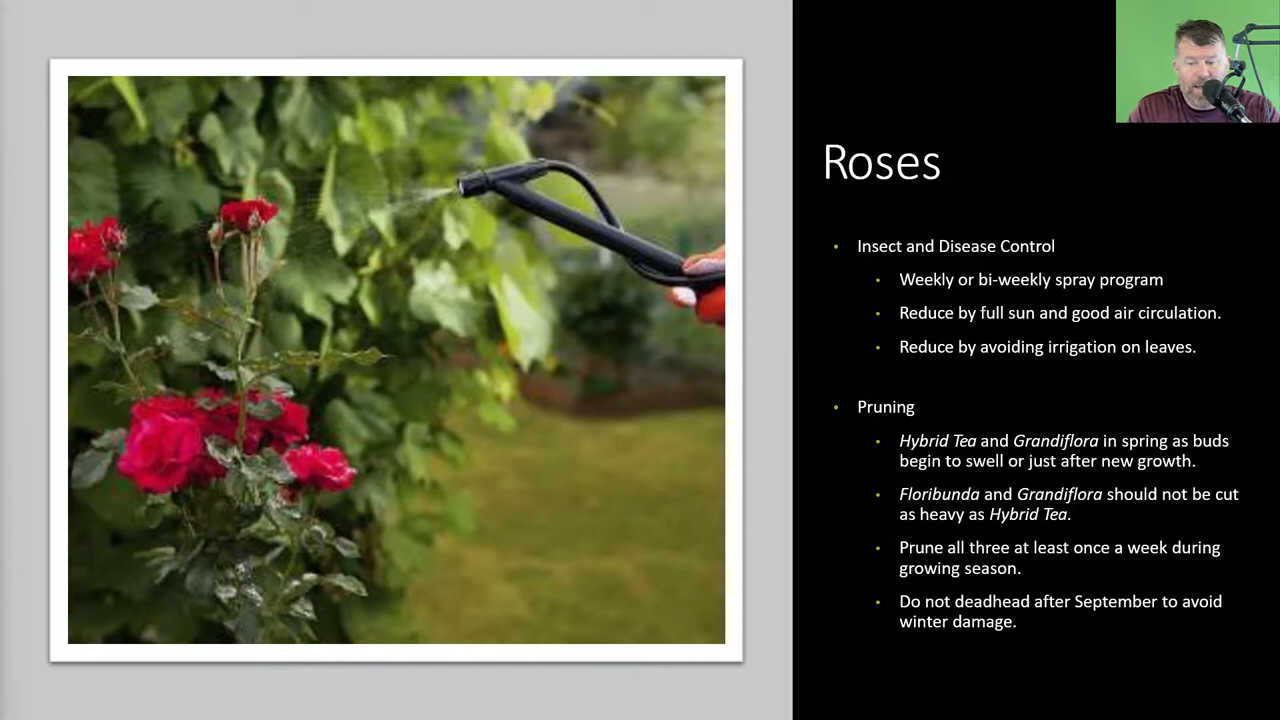 Roses
Insect and Disease Control
Weekly or bi-weekly spray program
Reduce by full sun and good air circulation.
Reduce by avoiding irrigation on leaves.
Pruning
Hybrid Tea and Grandiflora in spring as buds
begin to swell or just after new growth.
Floribunda and Grandiflora should not be cut
as heavy as Hybrid Tea.
Prune all three at least once a week during
growing season.
Do not deadhead after September to avoid
winter damage.